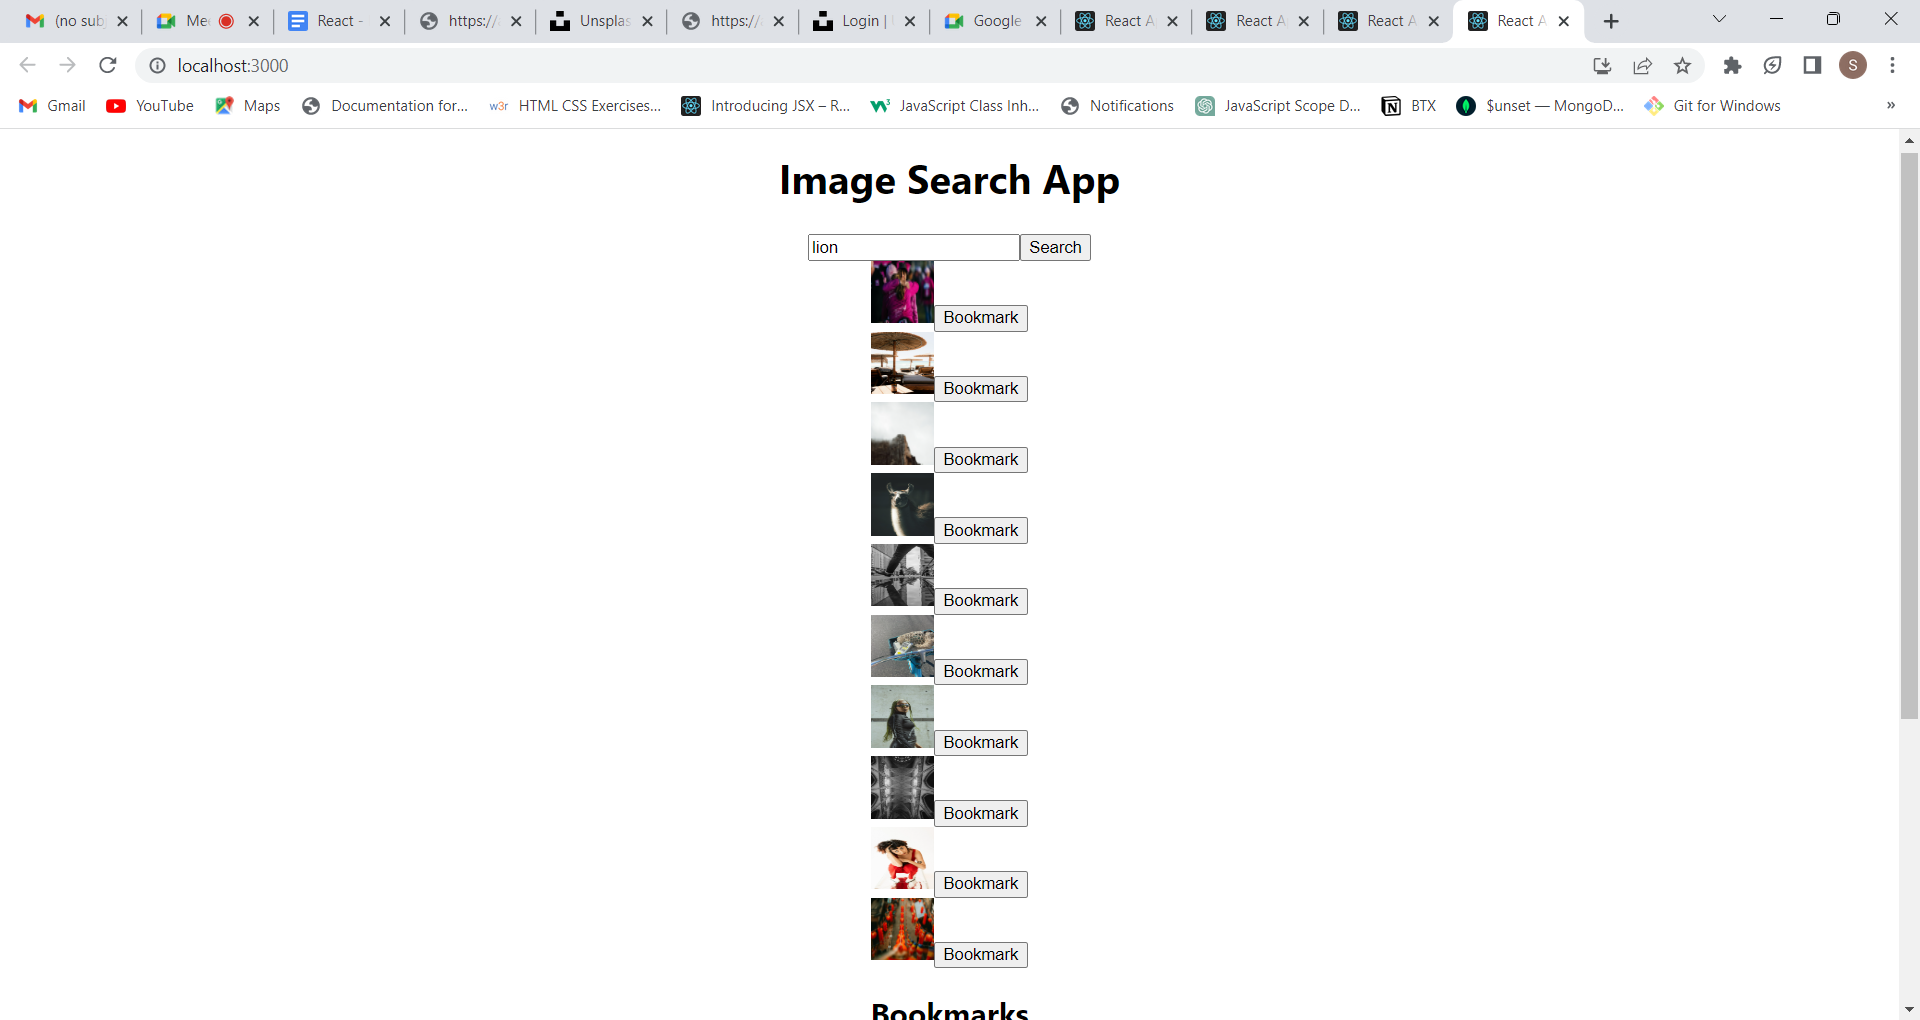 (no sub
Mee
React -
https://
Unsplas
https://
Login |
Google
React A
React A
React A
React A
localhost:3000
S
Gmail
YouTube
Maps
Documentation for...
w3r
HTML CSS Exercises...
Introducing JSX – R...
JavaScript Class Inh...
Notifications
JavaScript Scope D...
BTX
$unset — MongoD...
Git for Windows
»
Image Search App
lion
Search
Bookmark
Bookmark
Bookmark
Bookmark
Bookmark
Bookmark
Bookmark
Bookmark
Bookmark
Bookmark
Bookmarks